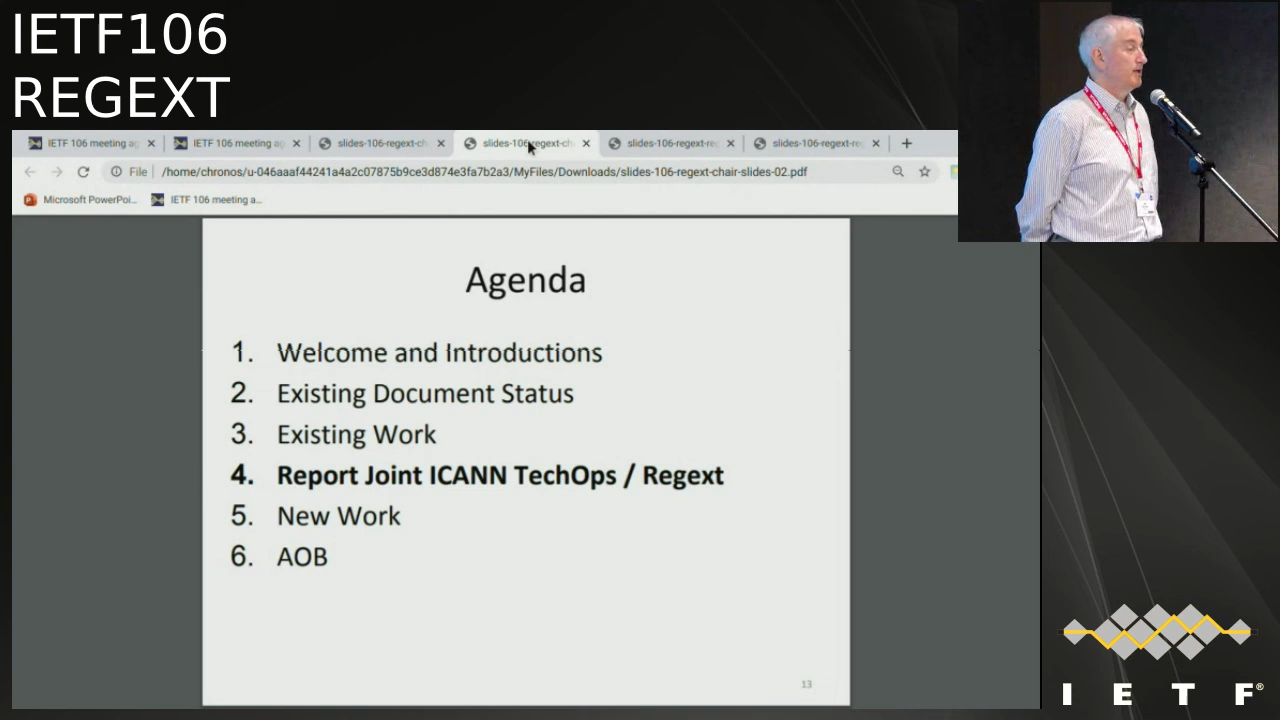 IETF106
REGEXT
IETF 106 meeting ag
IETF 106 meeting ag
slides-106-regext-ch
slides-106-regext-ch
slides-106-regext-re
slides-106-regext-re
File /home/chronos/u-046aaaf44241a4a2c07875b9ce3d874e3fa7b2a3/MyFiles/Downloads/slides-106-regext-chair-slides-02.pdf
Microsoft PowerPoi... IETF 106 meeting a...
Agenda
1. Welcome and Introductions
2. Existing Document Status
3. Existing Work
4. Report Joint ICANN TechOps / Regext
5. New Work
6. AOB
13
I E T F®